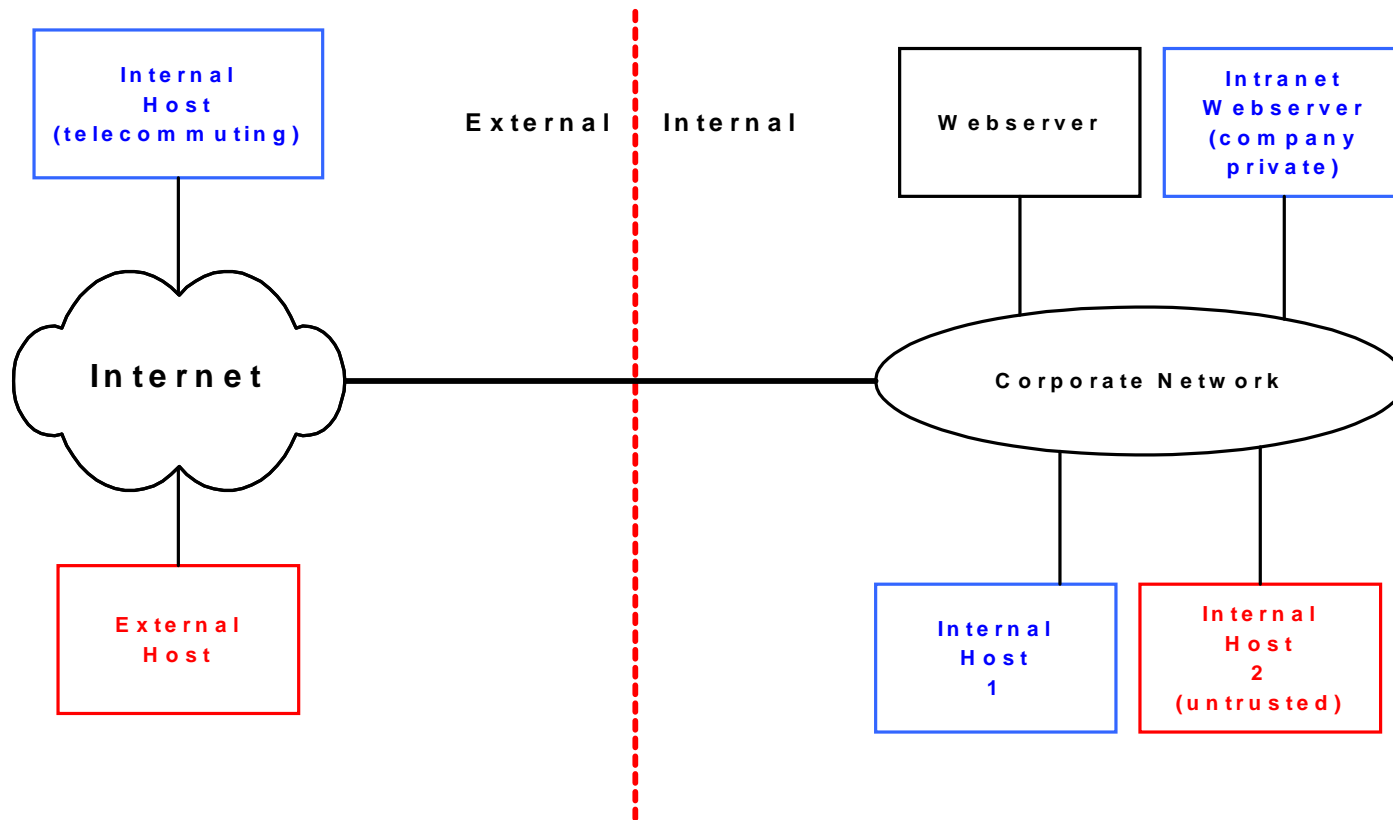 Internal
Host
(telecommuting)
External
Internal
Webserver
Intranet
Webserver
(company
private)
Internet
Corporate Network
External
Host
Internal
Host
1
Internal
Host
2
(untrusted)